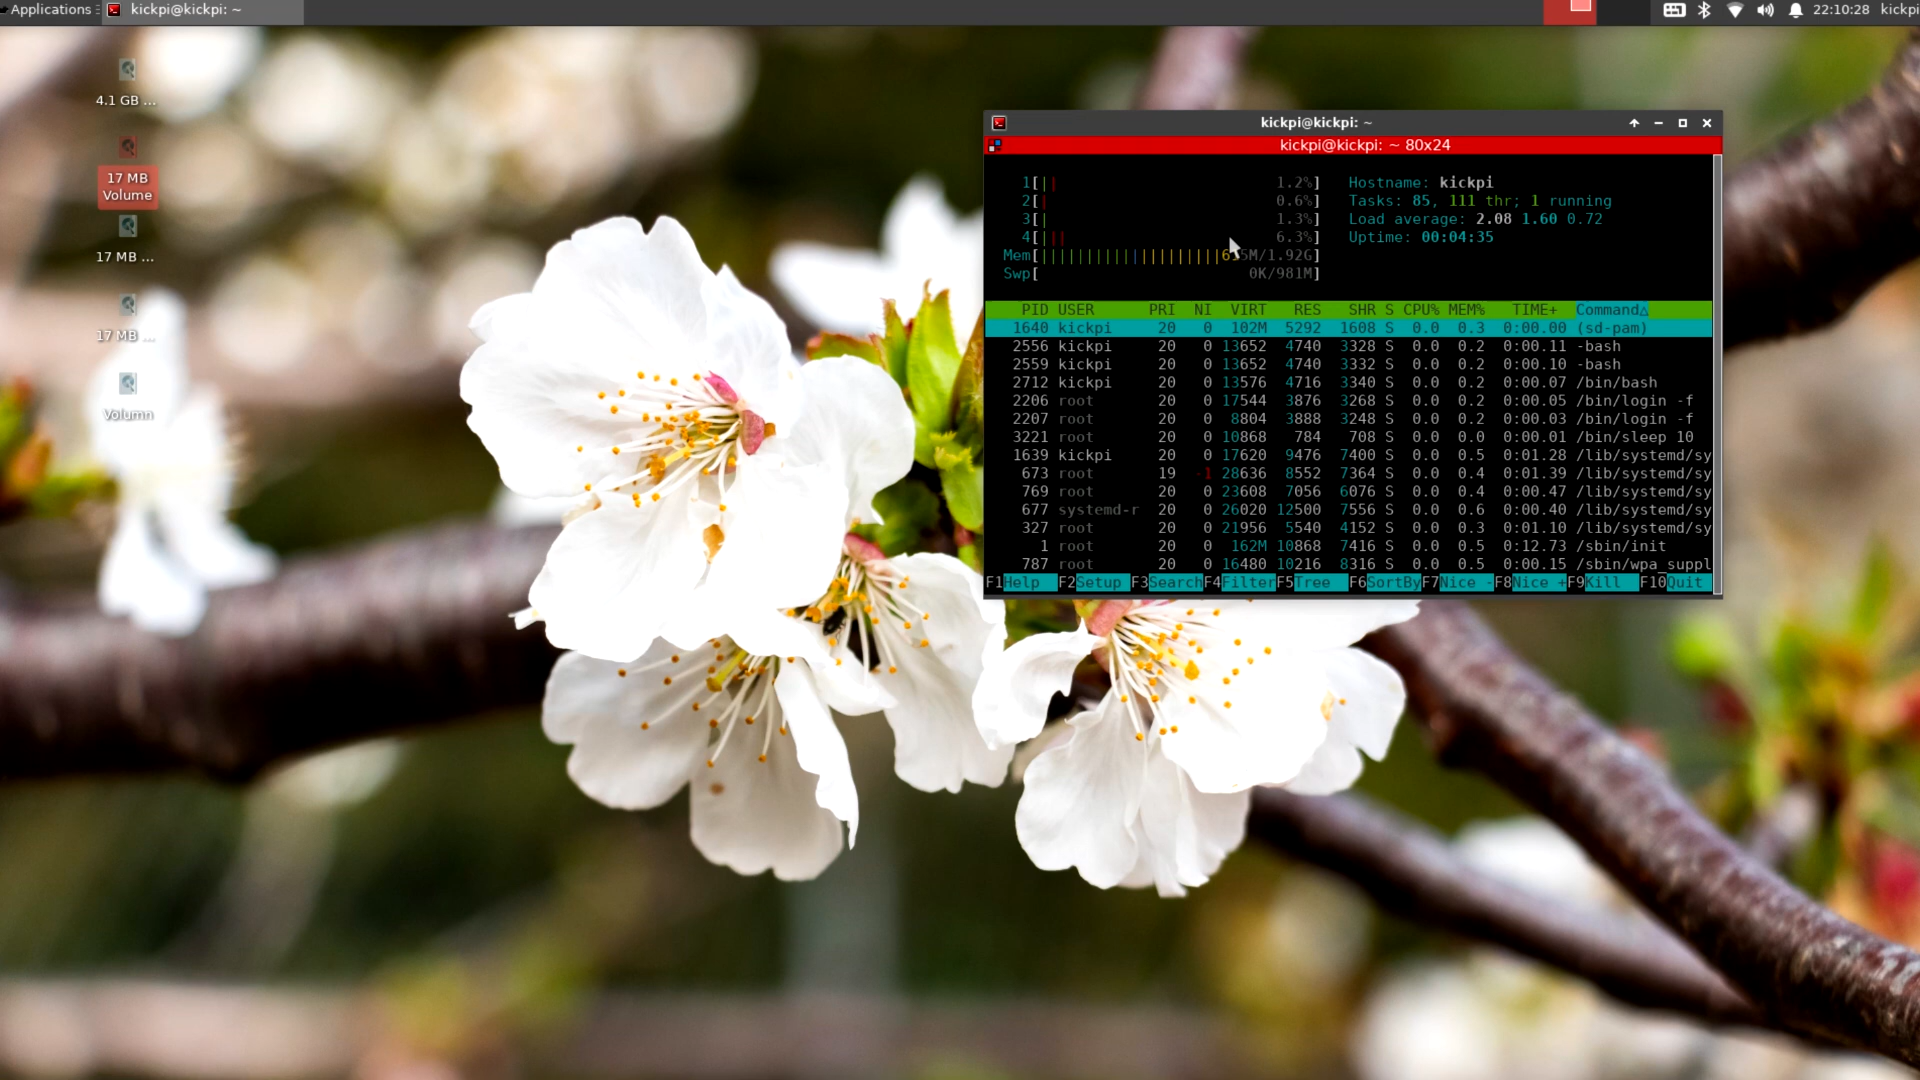 Applications
kickpi@kickpi: ~
22:10:28
kickpi
4.1 GB ...
17 MB
Volume
17 MB ...
17 MB ...
Volumn
kickpi@kickpi: ~
kickpi@kickpi: ~ 80x24
1[|| 1.2%] Hostname: kickpi
2[| 0.6%] Tasks: 85, 111 thr; 1 running
3[| 1.3%] Load average: 2.08 1.60 0.72
4[||| 6.3%] Uptime: 00:04:35
Mem[ M/1.92G]
Swp[ 0K/981M]
PID USER PRI NI VIRT RES SHR S CPU% MEM% TIME+ Command△
1640 kickpi 20 0 102M 5292 1608 S 0.0 0.3 0:00.00 (sd-pam)
2556 kickpi 20 0 13652 4740 3328 S 0.0 0.2 0:00.11 -bash
2559 kickpi 20 0 13652 4740 3332 S 0.0 0.2 0:00.10 -bash
2712 kickpi 20 0 13576 4716 3340 S 0.0 0.2 0:00.07 /bin/bash
2206 root 20 0 17544 3876 3268 S 0.0 0.2 0:00.05 /bin/login -f
2207 root 20 0 8804 3888 3248 S 0.0 0.2 0:00.03 /bin/login -f
3221 root 20 0 10868 784 708 S 0.0 0.0 0:00.01 /bin/sleep 10
1639 kickpi 20 0 17620 9476 7400 S 0.0 0.5 0:01.28 /lib/systemd/sy
673 root 19 -1 28636 8552 7364 S 0.0 0.4 0:01.39 /lib/systemd/sy
769 root 20 0 23608 7056 6076 S 0.0 0.4 0:00.47 /lib/systemd/sy
677 systemd-r 20 0 26020 12500 7556 S 0.0 0.6 0:00.40 /lib/systemd/sy
327 root 20 0 21956 5540 4152 S 0.0 0.3 0:01.10 /lib/systemd/sy
1 root 20 0 162M 10868 7416 S 0.0 0.5 0:12.73 /sbin/init
787 root 20 0 16480 10216 8316 S 0.0 0.5 0:00.15 /sbin/wpa_suppl
F1Help F2Setup F3SearchF4FilterF5Tree F6SortByF7Nice -F8Nice +F9Kill F10Quit